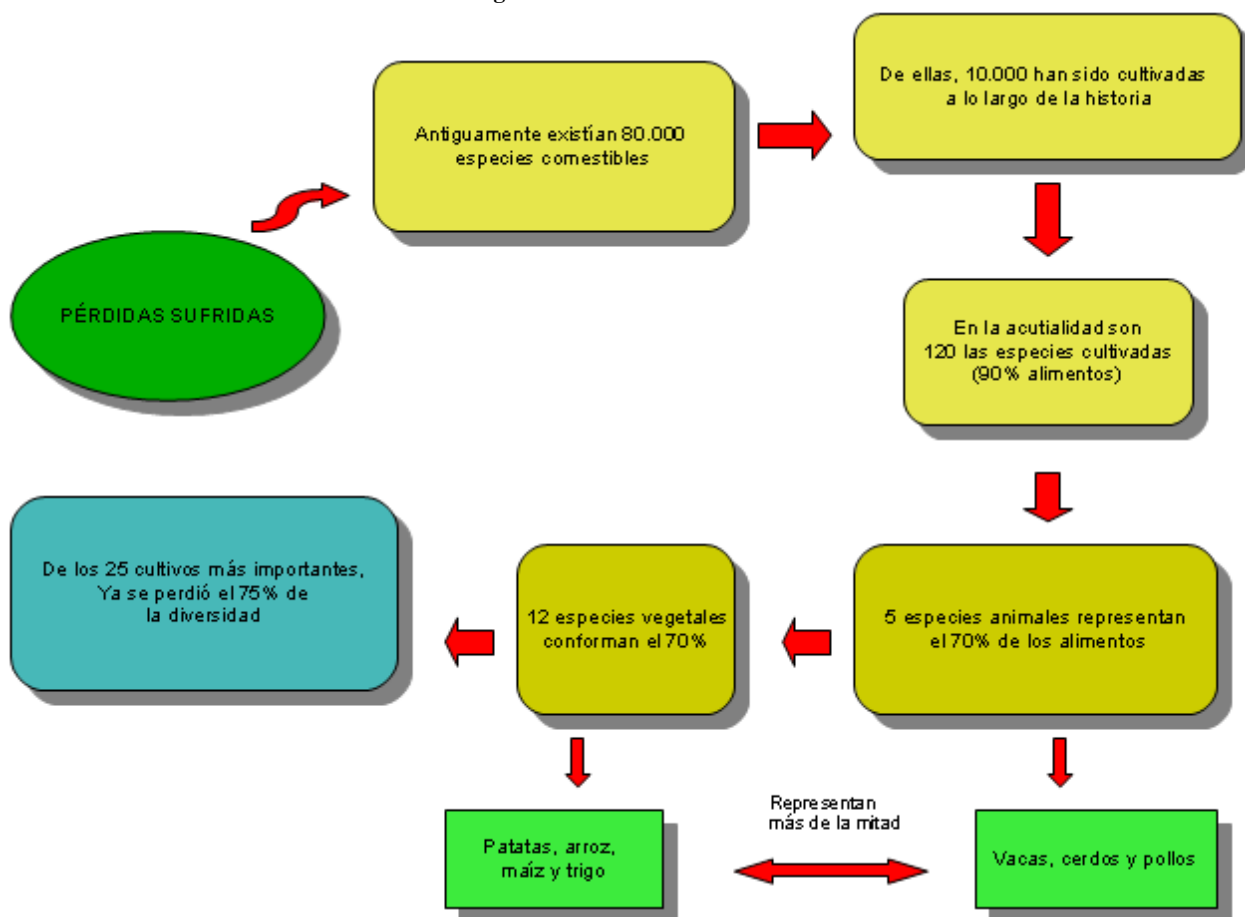 PÉRDIDAS SUFRIDAS
Antiguamente existían 80.000
especies comestibles
De ellas, 10.000 han sido cultivadas
a lo largo de la historia
En la acutialidad son
120 las especies cultivadas
(90% alimentos)
5 especies animales representan
el 70% de los alimentos
12 especies vegetales
conforman el 70%
De los 25 cultivos más importantes,
Ya se perdió el 75% de
la diversidad
Patatas, arroz,
maíz y trigo
Representan
más de la mitad
Vacas, cerdos y pollos